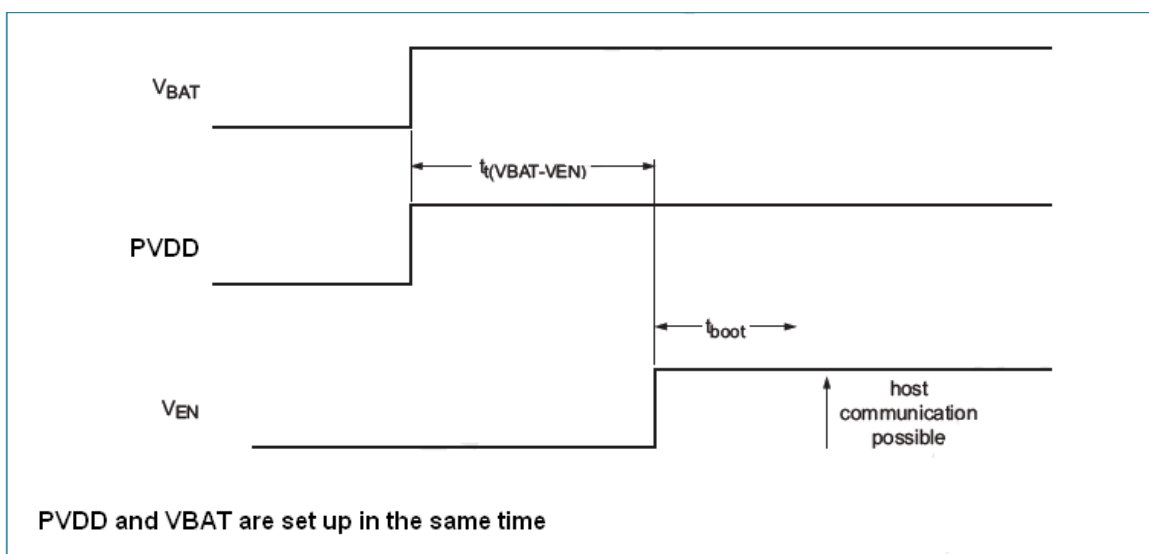 VBAT
tt(VBAT-VEN)
PVDD
tboot
VEN
host
communication
possible
PVDD and VBAT are set up in the same time